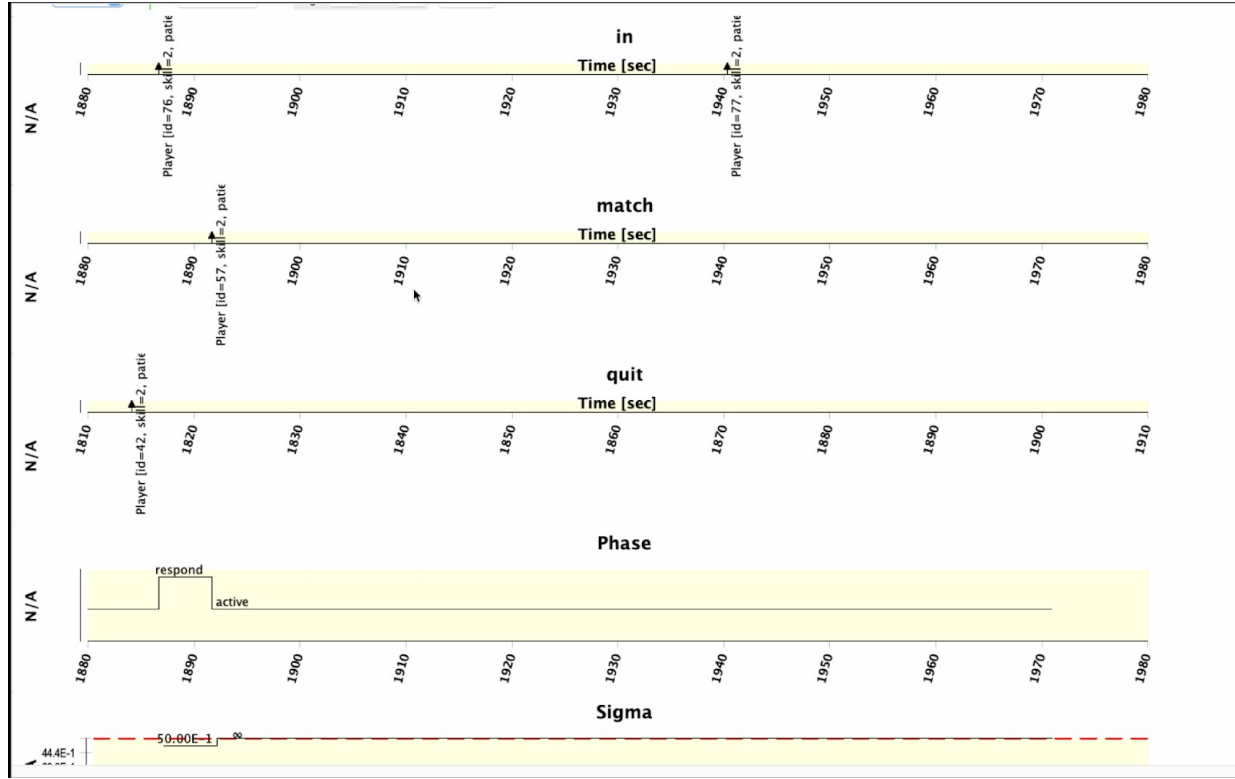 in
Time [sec]
N/A
1880 1890 1900 1910 1920 1930 1940 1950 1960 1970 1980
Player [id=76, skill=2, patie
Player [id=77, skill=2, patie
match
Time [sec]
N/A
1880 1890 1900 1910 1920 1930 1940 1950 1960 1970 1980
Player [id=57, skill=2, patie
quit
Time [sec]
N/A
1810 1820 1830 1840 1850 1860 1870 1880 1890 1900 1910
Player [id=42, skill=2, patie
Phase
N/A
respond
active
1880 1890 1900 1910 1920 1930 1940 1950 1960 1970 1980
Sigma
50.00E-1 ∞
44.4E-1